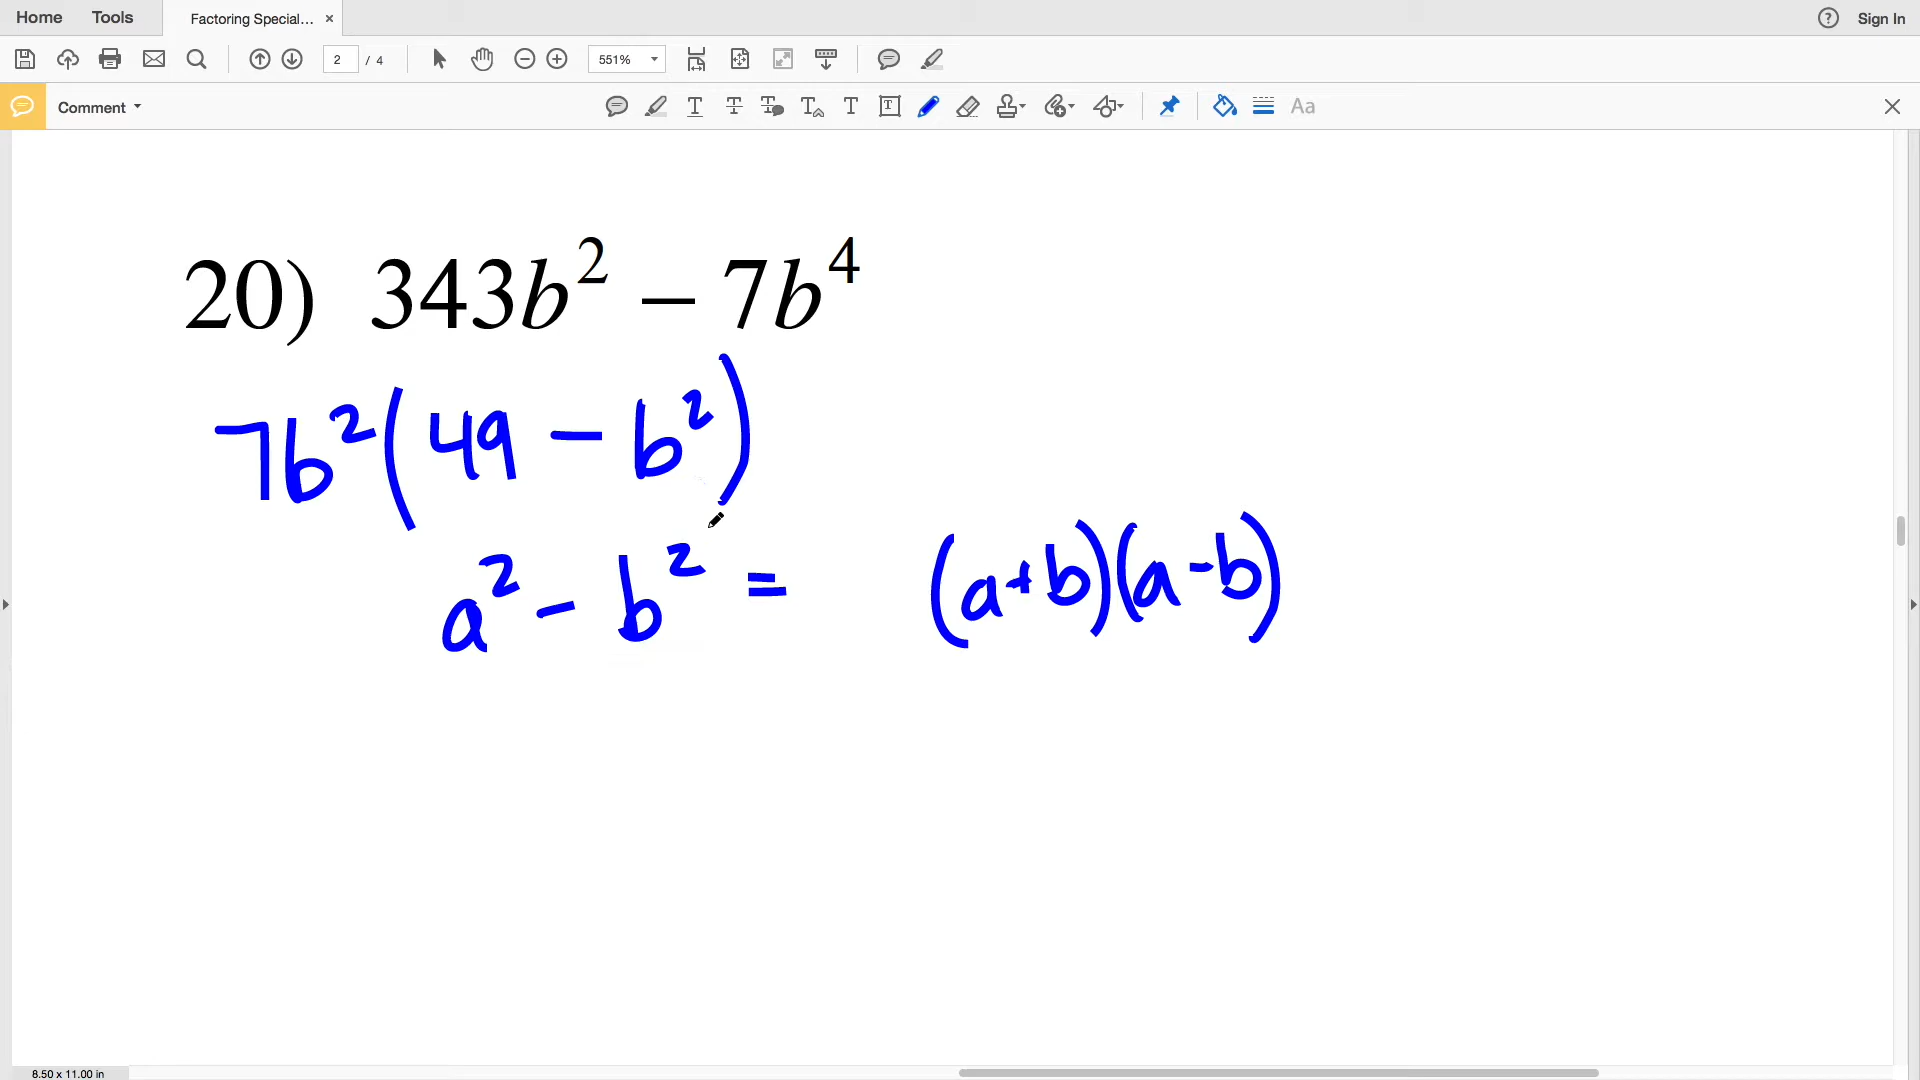 Home Tools Factoring Special... × ? Sign In
2 / 4 551%
Comment T T T T T T Aa
20) 343b² – 7b⁴
7b²(49 – b²)
a² – b² = (a+b)(a-b)
8.50 x 11.00 in